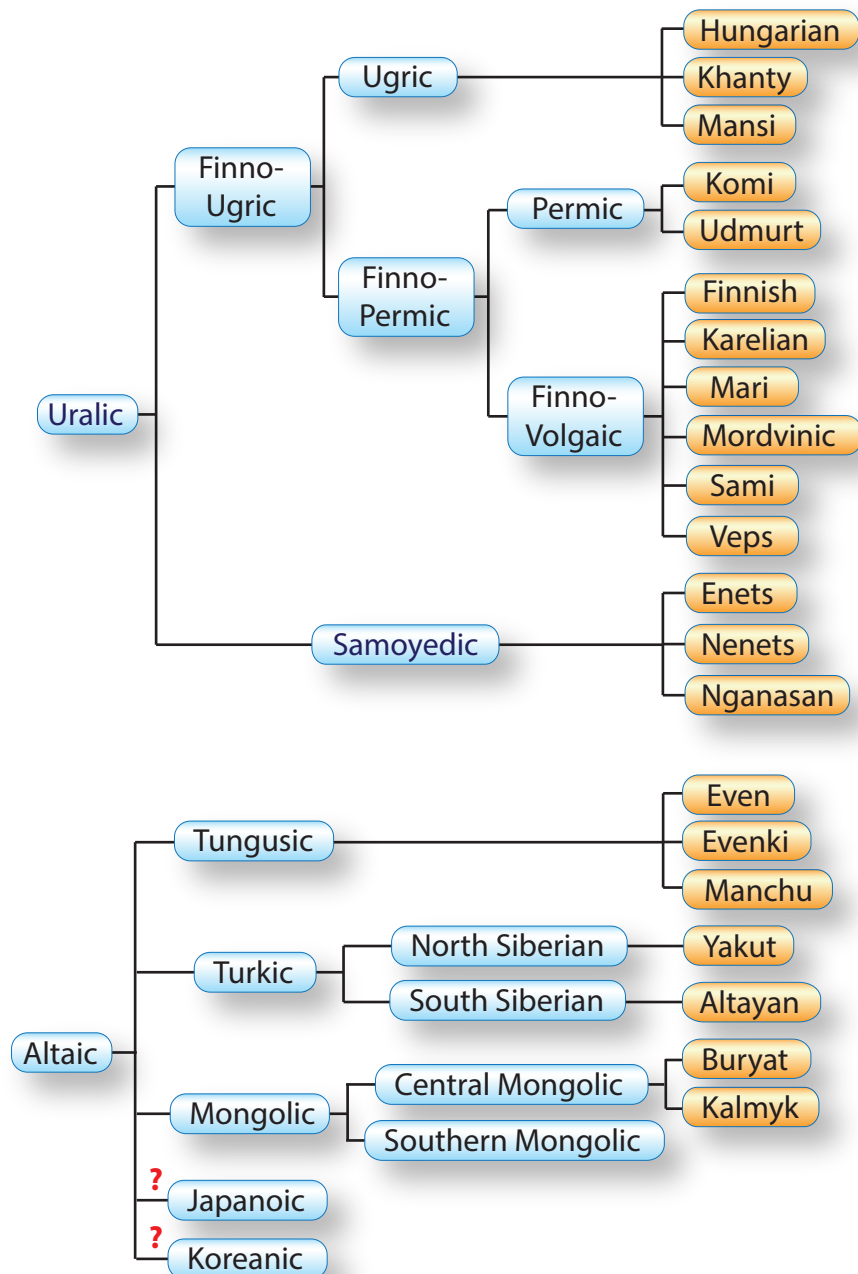 Hungarian
Ugric
Khanty
Mansi
Finno-
Ugric
Komi
Permic
Udmurt
Finno-
Permic
Finnish
Karelian
Mari
Finno-
Volgaic
Uralic
Mordvinic
Sami
Veps
Enets
Samoyedic
Nenets
Nganasan
Even
Tungusic
Evenki
Manchu
North Siberian
Yakut
Turkic
South Siberian
Altayan
Altaic
Buryat
Central Mongolic
Kalmyk
Mongolic
Southern Mongolic
?
Japanoic
?
Koreanic